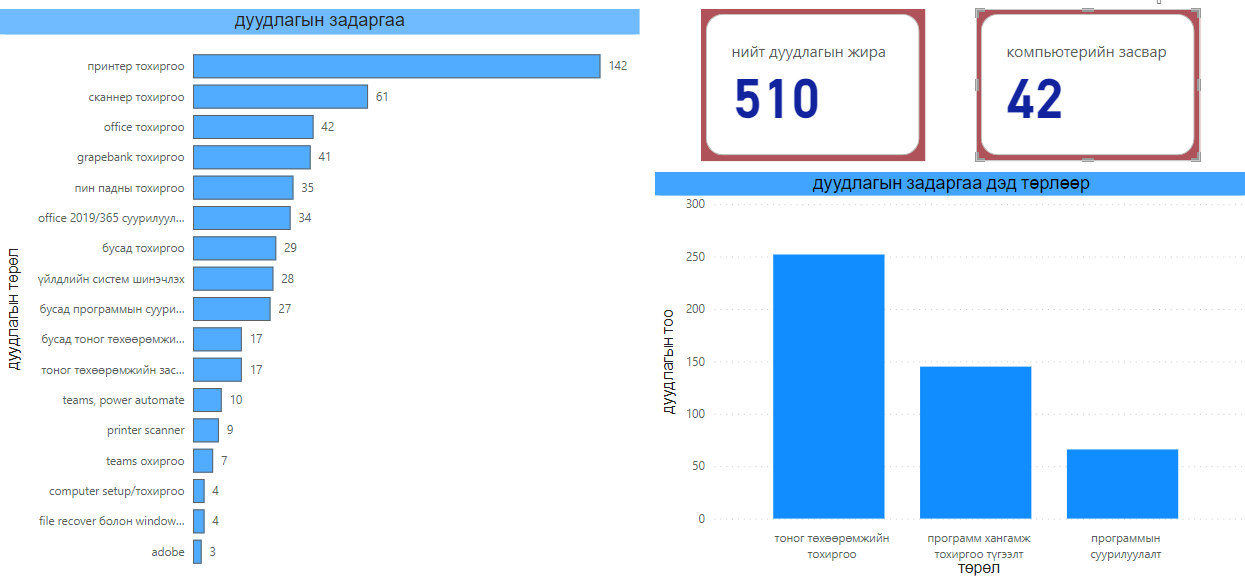 дуудлагын задаргаа
дуудлагын төрөл
принтер тохиргоо 142
сканнер тохиргоо 61
office тохиргоо 42
grapebank тохиргоо 41
пин падны тохиргоо 35
office 2019/365 суурилуул... 34
бусад тохиргоо 29
үйлдлийн систем шинэчлэх 28
бусад программын суури... 27
бусад тоног төхөөрөмжи... 17
тоног төхөөрөмжийн зас... 17
teams, power automate 10
printer scanner 9
teams охиргоо 7
computer setup/тохиргоо 4
file recover болон window... 4
adobe 3
нийт дуудлагын жира
510
компьютерийн засвар
42
дуудлагын задаргаа дэд төрлөөр
дуудлагын тоо
300
250
200
150
100
50
0
тоног төхөөрөмжийн
тохиргоо
программ хангамж
тохиргоо түгээлт
программын
суурилуулалт
төрөл